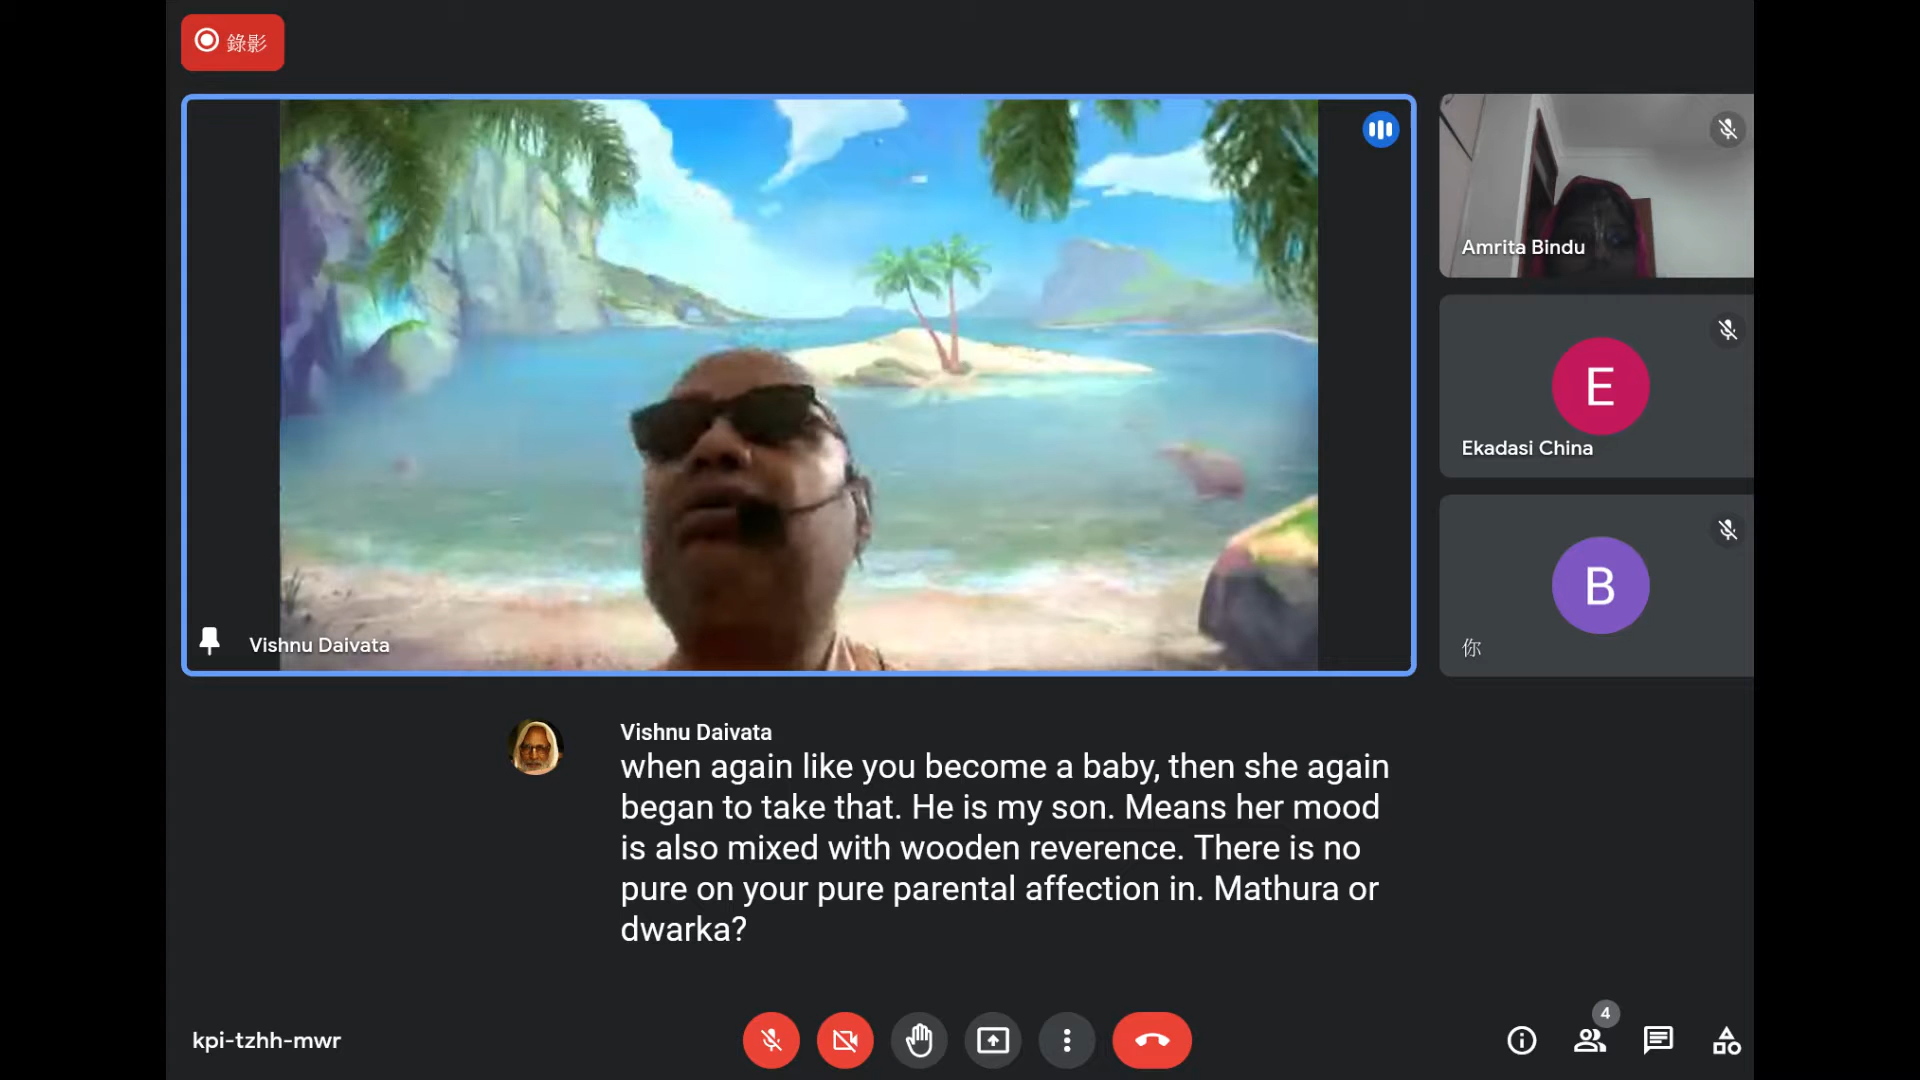 錄影
Amrita Bindu
E
Ekadasi China
B
你
Vishnu Daivata
Vishnu Daivata
when again like you become a baby, then she again
began to take that. He is my son. Means her mood
is also mixed with wooden reverence. There is no
pure on your pure parental affection in. Mathura or
dwarka?
kpi-tzhh-mwr
4